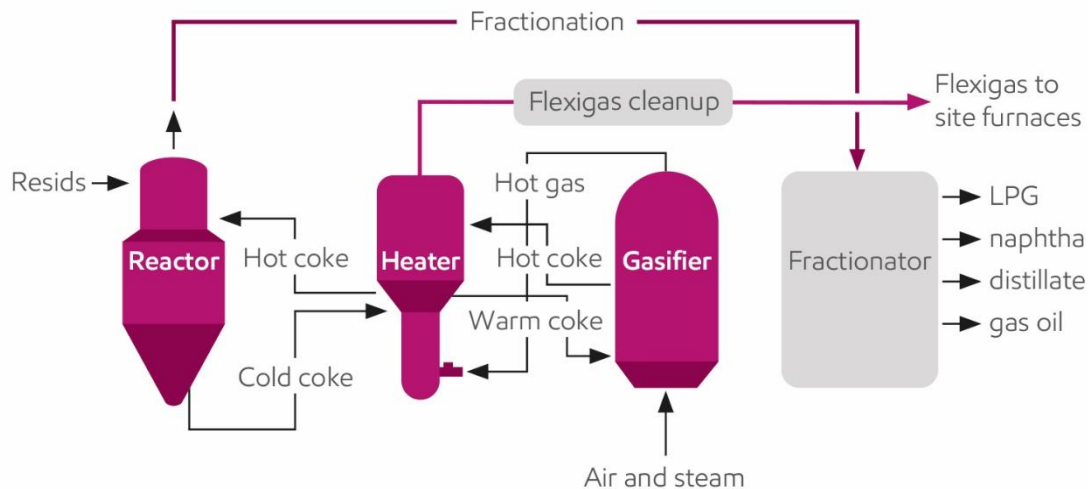 Fractionation
Flexigas cleanup
Flexigas to
site furnaces
Resids
Hot gas
LPG
Reactor
Hot coke
Heater
Hot coke
Gasifier
Fractionator
naphtha
distillate
Warm coke
gas oil
Cold coke
Air and steam